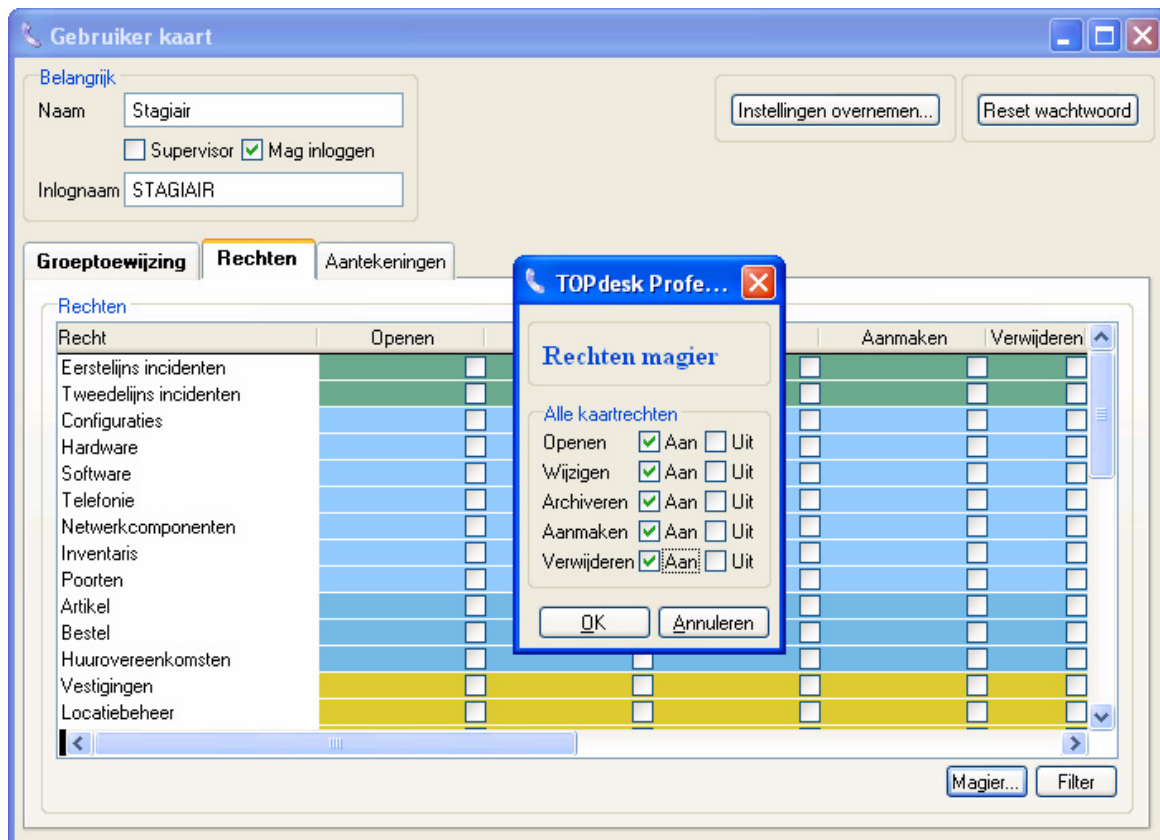 Gebruiker kaart
Belangrijk
Naam Stagiair
Supervisor Mag inloggen
Inlognaam STAGIAIR
Instellingen overnemen... Reset wachtwoord
Groeptoewijzing Rechten Aantekeningen
Rechten
Recht Openen Aanmaken Verwijderen
Eerstelijns incidenten
Tweedelijns incidenten
Configuraties
Hardware
Software
Telefonie
Netwerkcomponenten
Inventaris
Poorten
Artikel
Bestel
Huurovereenkomsten
Vestigingen
Locatiebeheer
TOPdesk Profe...
Rechten magier
Alle kaartrechten
Openen Aan Uit
Wijzigen Aan Uit
Archiveren Aan Uit
Aanmaken Aan Uit
Verwijderen Aan Uit
OK Annuleren
Magier... Filter